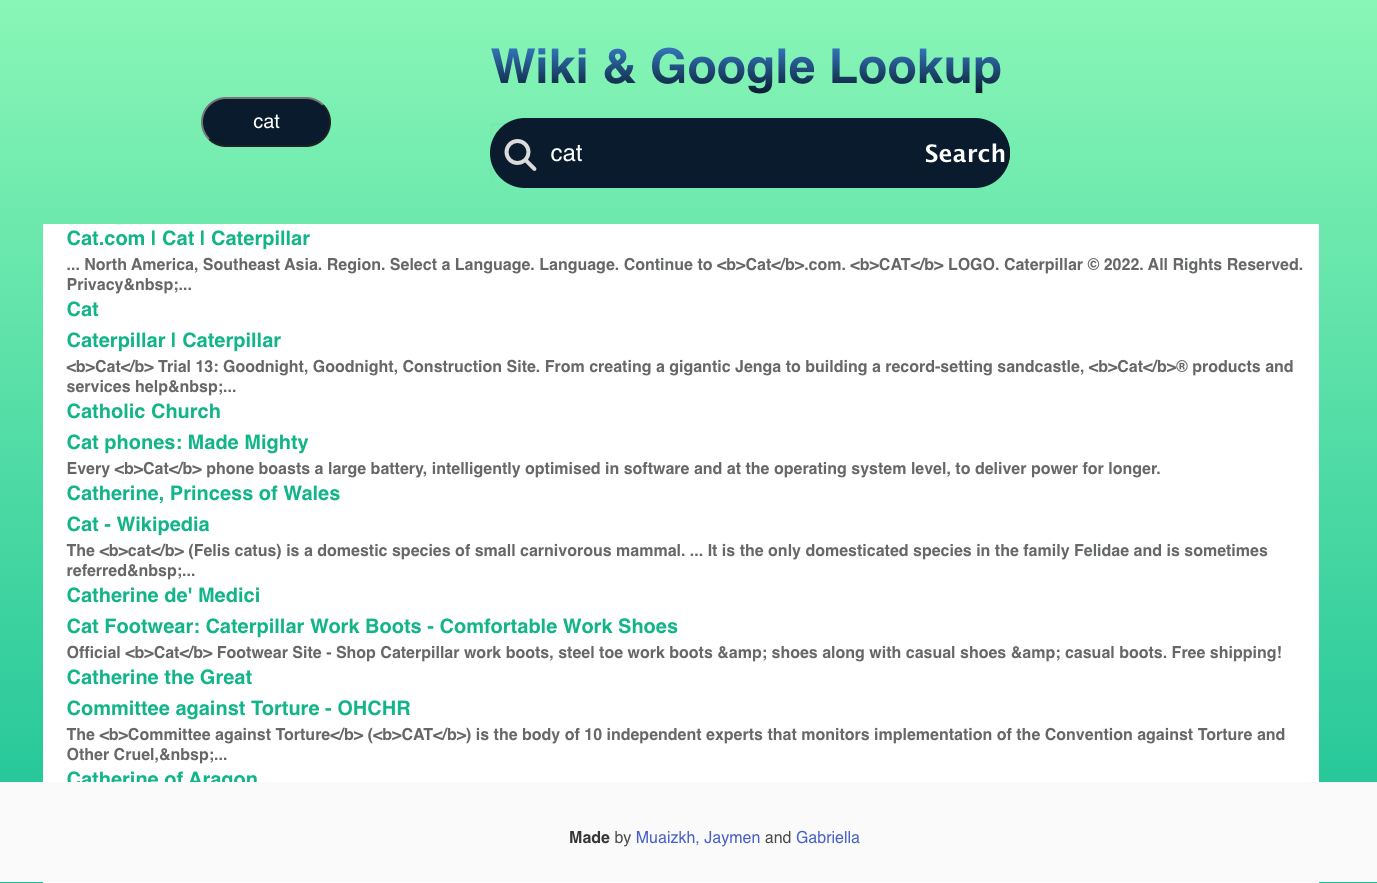 Wiki & Google Lookup
cat
cat
Search
Cat.com | Cat | Caterpillar
... North America, Southeast Asia. Region. Select a Language. Language. Continue to <b>Cat</b>.com. <b>CAT</b> LOGO. Caterpillar © 2022. All Rights Reserved.
Privacy&nbsp;...
Cat
Caterpillar | Caterpillar
<b>Cat</b> Trial 13: Goodnight, Goodnight, Construction Site. From creating a gigantic Jenga to building a record-setting sandcastle, <b>Cat</b>® products and
services help&nbsp;...
Catholic Church
Cat phones: Made Mighty
Every <b>Cat</b> phone boasts a large battery, intelligently optimised in software and at the operating system level, to deliver power for longer.
Catherine, Princess of Wales
Cat - Wikipedia
The <b>cat</b> (Felis catus) is a domestic species of small carnivorous mammal. ... It is the only domesticated species in the family Felidae and is sometimes
referred&nbsp;...
Catherine de' Medici
Cat Footwear: Caterpillar Work Boots - Comfortable Work Shoes
Official <b>Cat</b> Footwear Site - Shop Caterpillar work boots, steel toe work boots &amp; shoes along with casual shoes &amp; casual boots. Free shipping!
Catherine the Great
Committee against Torture - OHCHR
The <b>Committee against Torture</b> (<b>CAT</b>) is the body of 10 independent experts that monitors implementation of the Convention against Torture and
Other Cruel,&nbsp;...
Catherine of Aragon
Made by Muaizkh, Jaymen and Gabriella